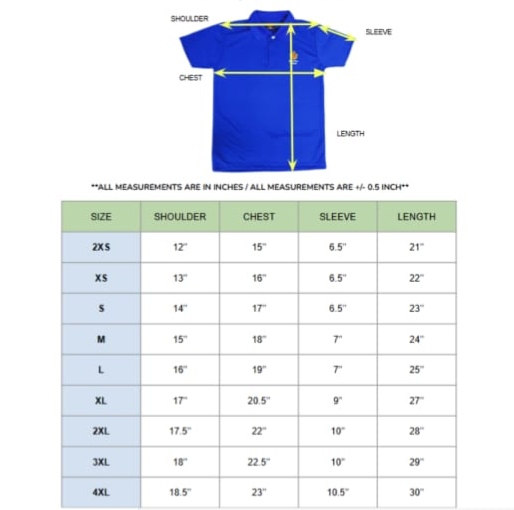 SHOULDER
SLEEVE
CHEST
LENGTH
**ALL MEASUREMENTS ARE IN INCHES / ALL MEASUREMENTS ARE +/- 0.5 INCH**
SIZE SHOULDER CHEST SLEEVE LENGTH
2XS 12" 15" 6.5" 21"
XS 13" 16" 6.5" 22"
S 14" 17" 6.5" 23"
M 15" 18" 7" 24"
L 16" 19" 7" 25"
XL 17" 20.5" 9" 27"
2XL 17.5" 22" 10" 28"
3XL 18" 22.5" 10" 29"
4XL 18.5" 23" 10.5" 30"